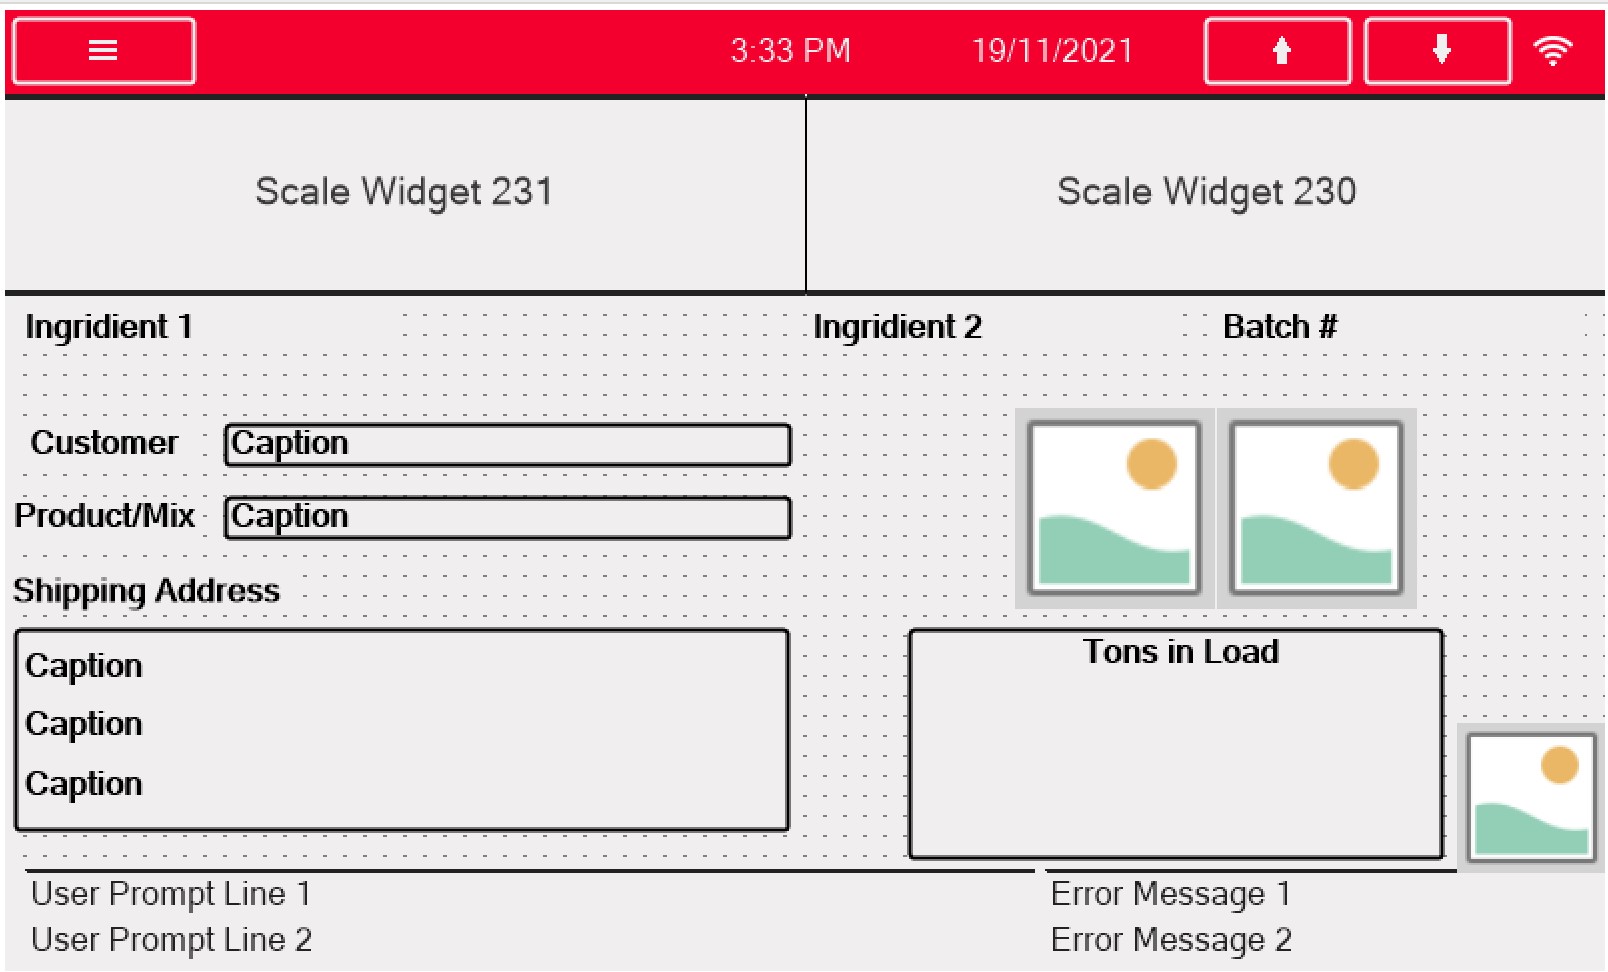 3:33 PM 19/11/2021
Scale Widget 231 Scale Widget 230
Ingridient 1 Ingridient 2 Batch #
Customer Caption
Product/Mix Caption
Shipping Address
Caption
Caption
Caption
Tons in Load
User Prompt Line 1
User Prompt Line 2
Error Message 1
Error Message 2